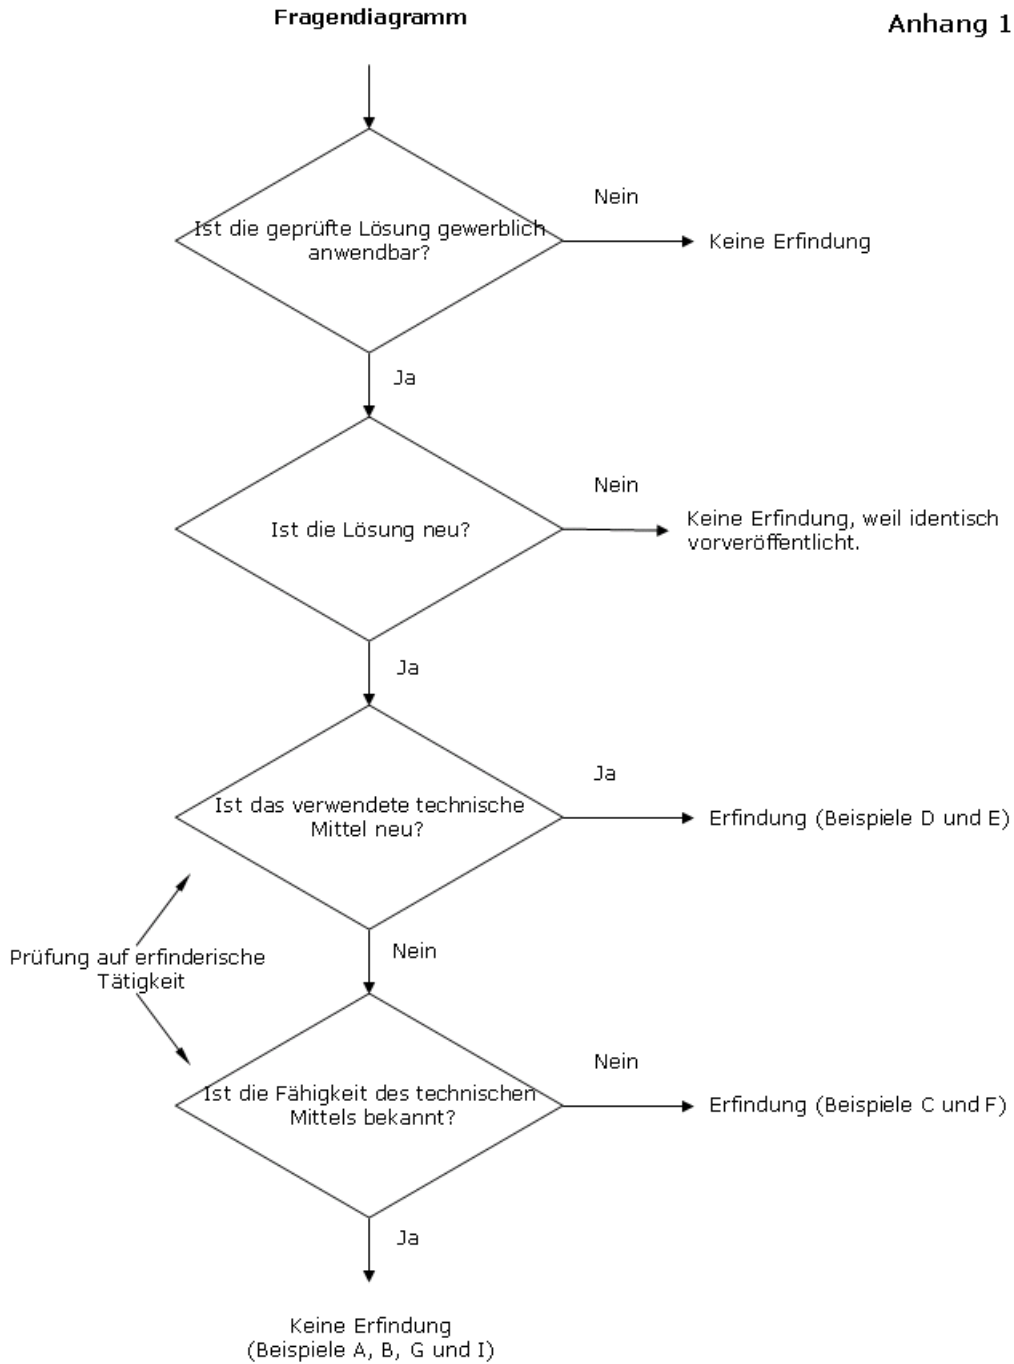 Fragendiagramm
Anhang 1
Ist die geprüfte Lösung gewerblich
anwendbar?
Nein
Keine Erfindung
Ja
Ist die Lösung neu?
Nein
Keine Erfindung, weil identisch
vorveröffentlicht.
Ja
Ist das verwendete technische
Mittel neu?
Ja
Erfindung (Beispiele D und E)
Prüfung auf erfinderische
Tätigkeit
Nein
Ist die Fähigkeit des technischen
Mittels bekannt?
Nein
Erfindung (Beispiele C und F)
Ja
Keine Erfindung
(Beispiele A, B, G und I)